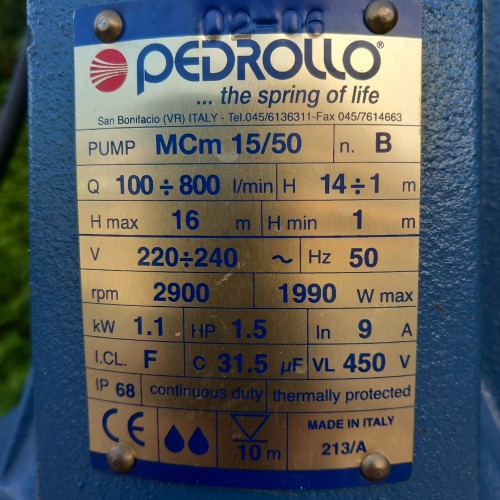 02-06
PEDROLLO®
... the spring of life
San Bonifacio (VR) ITALY - Tel.045/6136311-Fax 045/7614663
PUMP MCm 15/50 n. B
Q 100÷800 l/min H 14÷1 m
H max 16 m H min 1 m
V 220÷240 ~ Hz 50
rpm 2900 1990 W max
kW 1.1 HP 1.5 In 9 A
I.CL. F C 31.5 µF VL 450 V
IP 68 continuous duty thermally protected
CE 10 m MADE IN ITALY
213/A